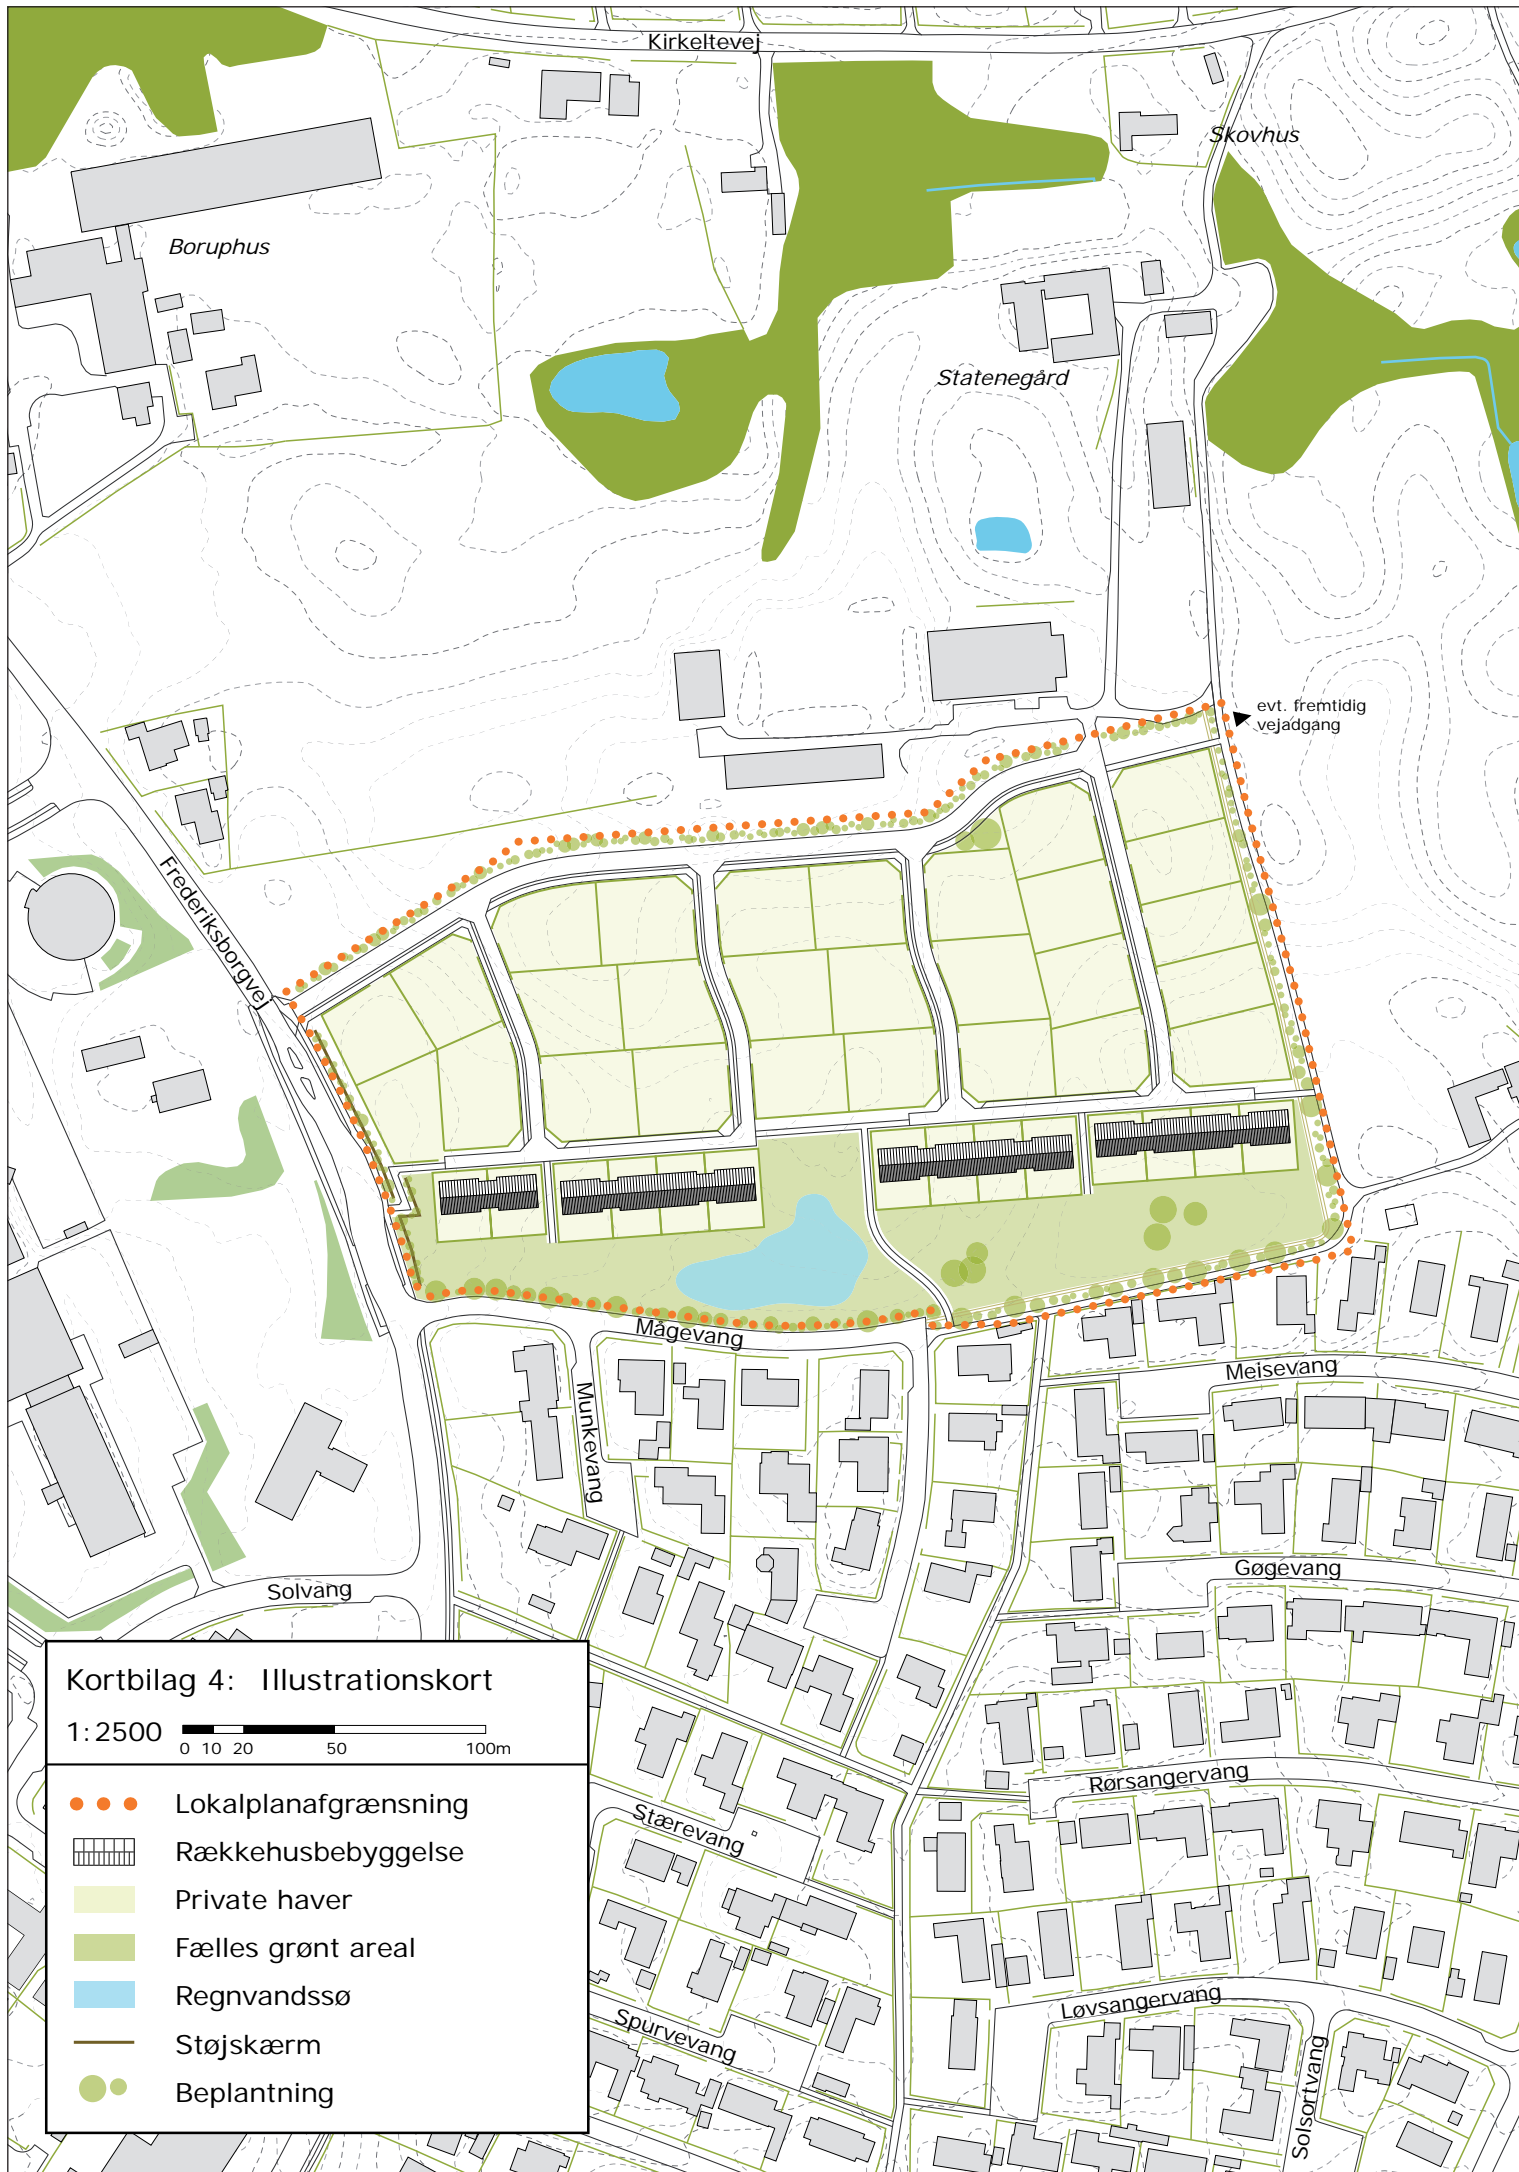 Kirkeltevej
Skovhus
Boruphus
Statenegård
evt. fremtidig
vejadgang
Frederiksborgvej
Mågevang
Meisevang
Munkevang
Gøgevang
Solvang
Kortbilag 4: Illustrationskort
1:2500
0 10 20 50 100m
Lokalplanafgrænsning
Rækkehusbebyggelse
Private haver
Fælles grønt areal
Regnvandssø
Støjskærm
Beplantning
Rørsangervang
Stærevang
Løvsangervang
Spurvevang
Solsortvang